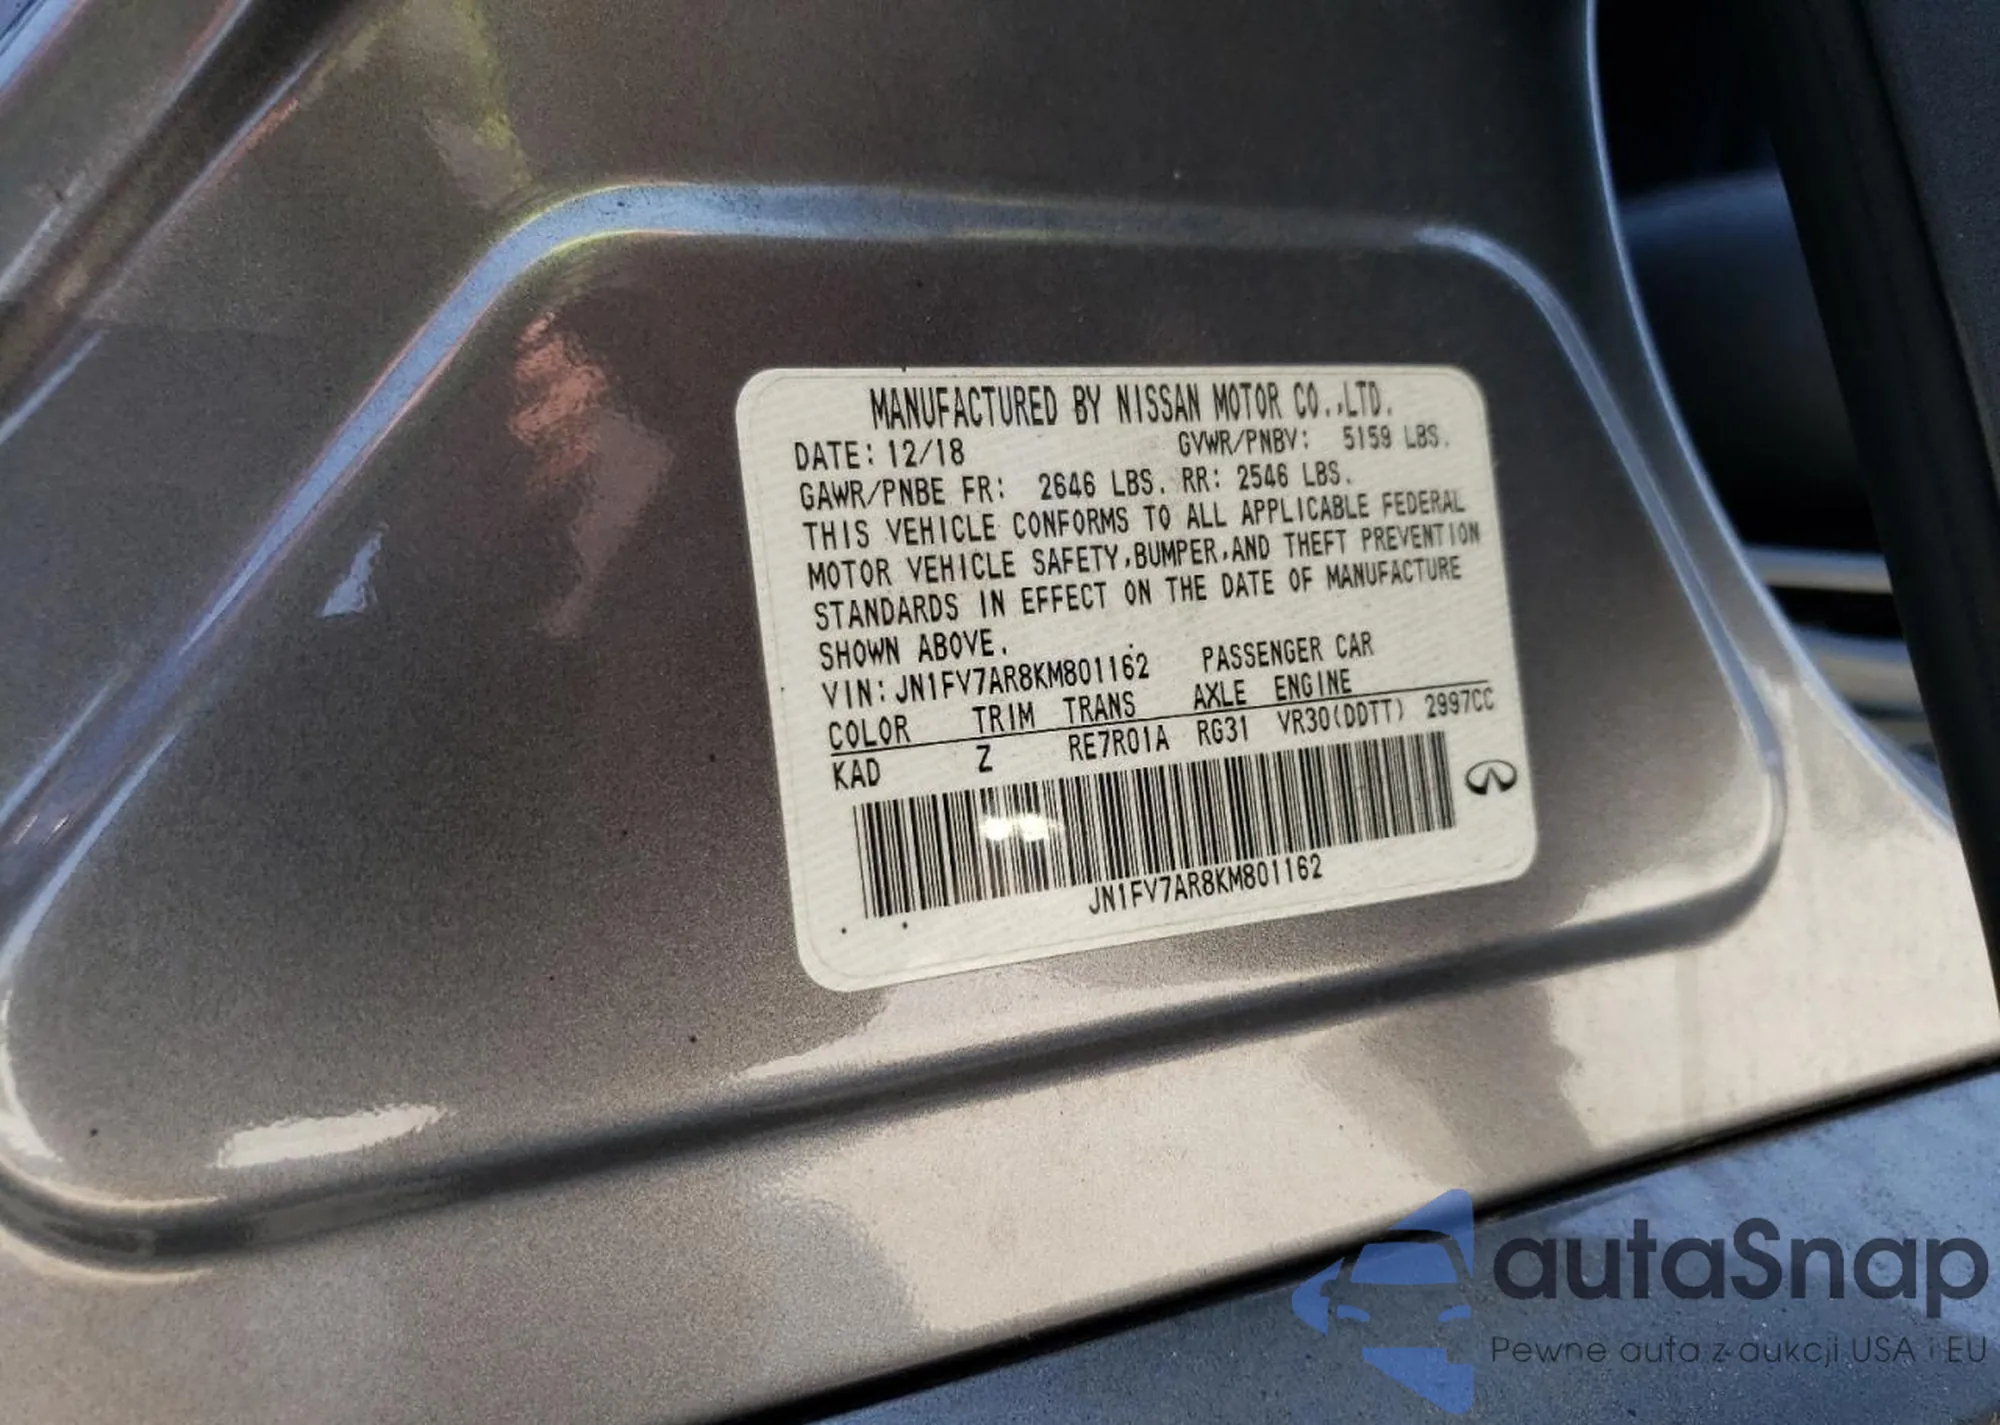 MANUFACTURED BY NISSAN MOTOR CO.,LTD.
DATE: 12/18 GVWR/PNBV: 5159 LBS.
GAWR/PNBE FR: 2646 LBS. RR: 2546 LBS.
THIS VEHICLE CONFORMS TO ALL APPLICABLE FEDERAL
MOTOR VEHICLE SAFETY,BUMPER,AND THEFT PREVENTION
STANDARDS IN EFFECT ON THE DATE OF MANUFACTURE
SHOWN ABOVE.
VIN: JN1FV7AR8KM801162 PASSENGER CAR
COLOR TRIM TRANS AXLE ENGINE
KAD Z RE7R01A RG31 VR30(DDTT) 2997CC
JN1FV7AR8KM801162
autaSnap
Pewne auta z aukcji USA i EU